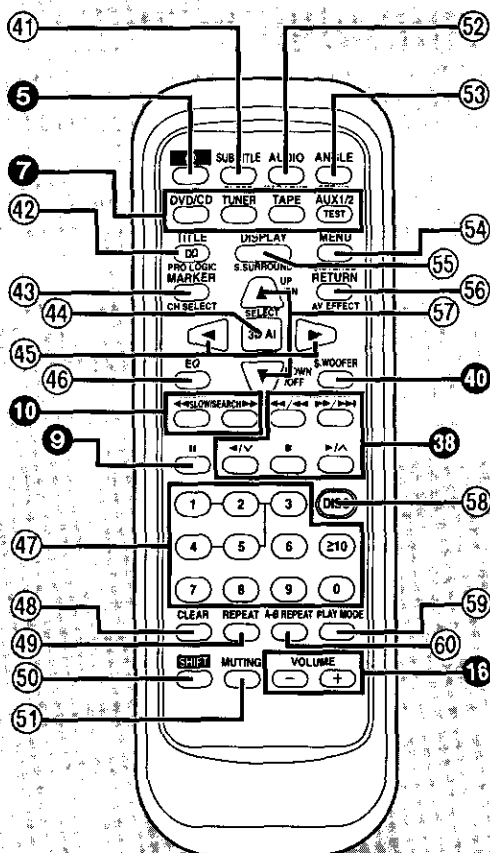 41
52
5
53
SUBTITLE AUDIO ANGLE
7
DVD/CD TUNER TAPE AUX1/2
TEST
42
TITLE DISPLAY MENU
54
PRO LOGIC S.SURROUND
55
43
MARKER UP RETURN
56
CH SELECT SELECT AV EFFECT
44
57
3D AI
45
EQ DOWN S.WOOFER
46
/OFF
40
10
◄◄SLOW/SEARCH►► ◄◄/◄◄ ►►/►►I
9
II ◄/∨ ■ ►/∧
38
1 2 3 DISC
58
47
4 5 6 ≥10
7 8 9 0
48
CLEAR REPEAT A-B REPEAT PLAY MODE
59
49
60
50
SHIFT MUTING VOLUME
− +
16
51